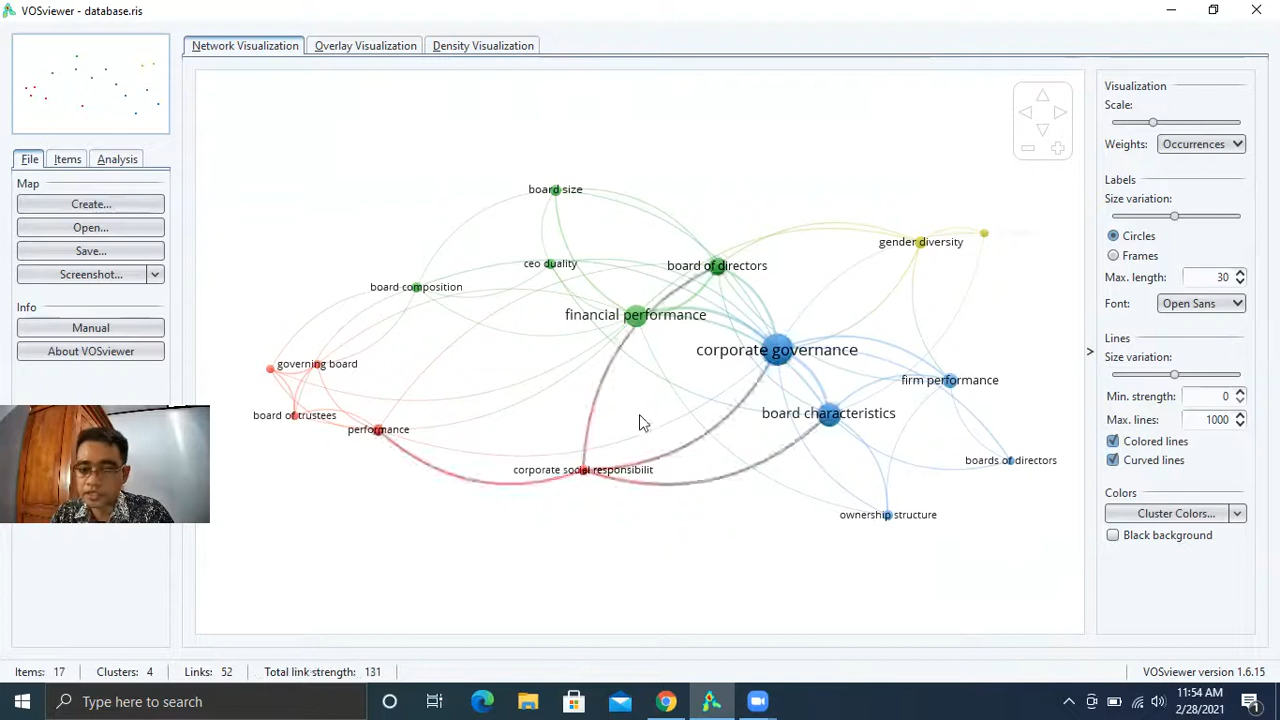 VOSviewer - database.ris
Network Visualization
Overlay Visualization
Density Visualization
File
Items
Analysis
Map
Create...
Open...
Save...
Screenshot...
Info
Manual
About VOSviewer
board size
gender diversity
ceo duality
board of directors
board composition
financial performance
corporate governance
governing board
firm performance
board of trustees
board characteristics
performance
corporate social responsibilit
boards of directors
ownership structure
Visualization
Scale:
Weights: Occurrences
Labels
Size variation:
Circles
Frames
Max. length: 30
Font: Open Sans
Lines
Size variation:
Min. strength: 0
Max. lines: 1000
Colored lines
Curved lines
Colors
Cluster Colors...
Black background
Items: 17 Clusters: 4 Links: 52 Total link strength: 131
VOSviewer version 1.6.15
Type here to search
11:54 AM
2/28/2021
1